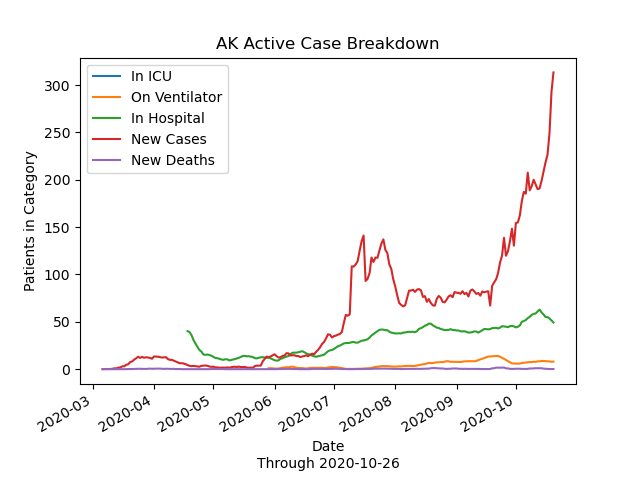 AK Active Case Breakdown
In ICU
On Ventilator
In Hospital
New Cases
New Deaths
Patients in Category
300
250
200
150
100
50
0
2020-03
2020-04
2020-05
2020-06
2020-07
2020-08
2020-09
2020-10
Date
Through 2020-10-26